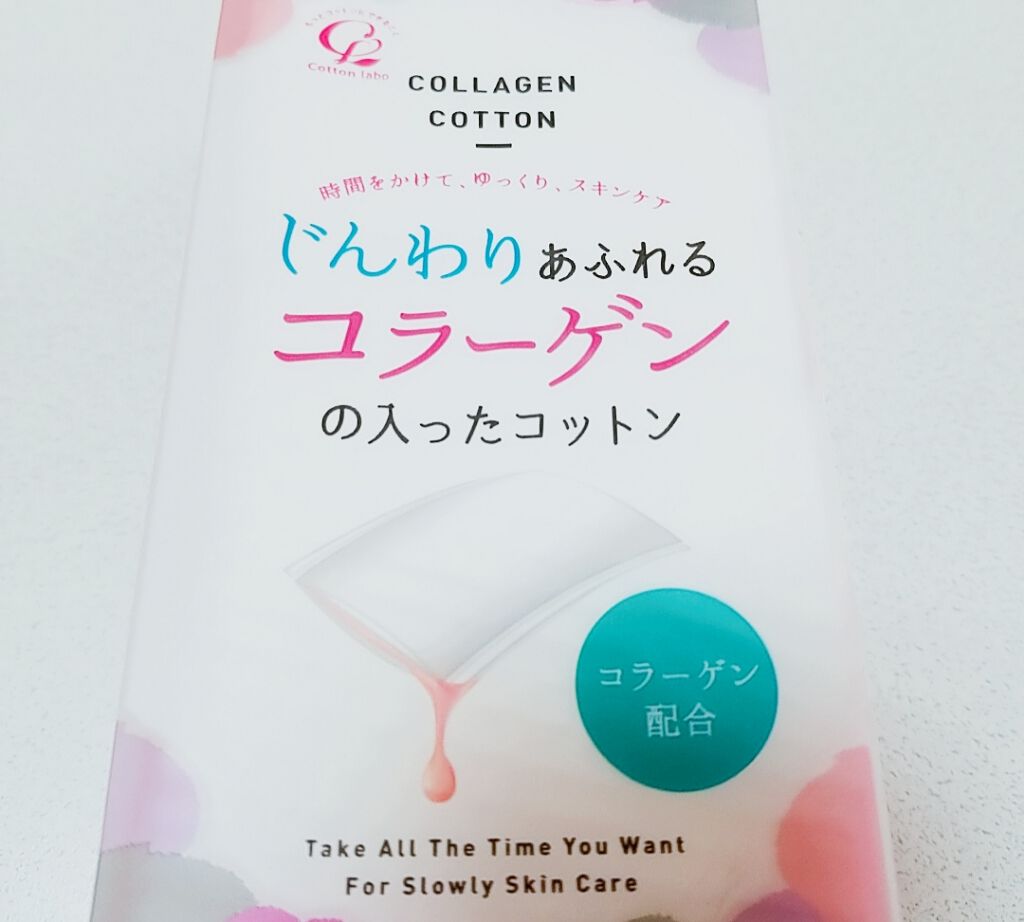 Cotton labo
COLLAGEN
COTTON
時間をかけて、ゆっくり、スキンケア
じんわりあふれる
コラーゲン
の入ったコットン
コラーゲン
配合
Take All The Time You Want
For Slowly Skin Care